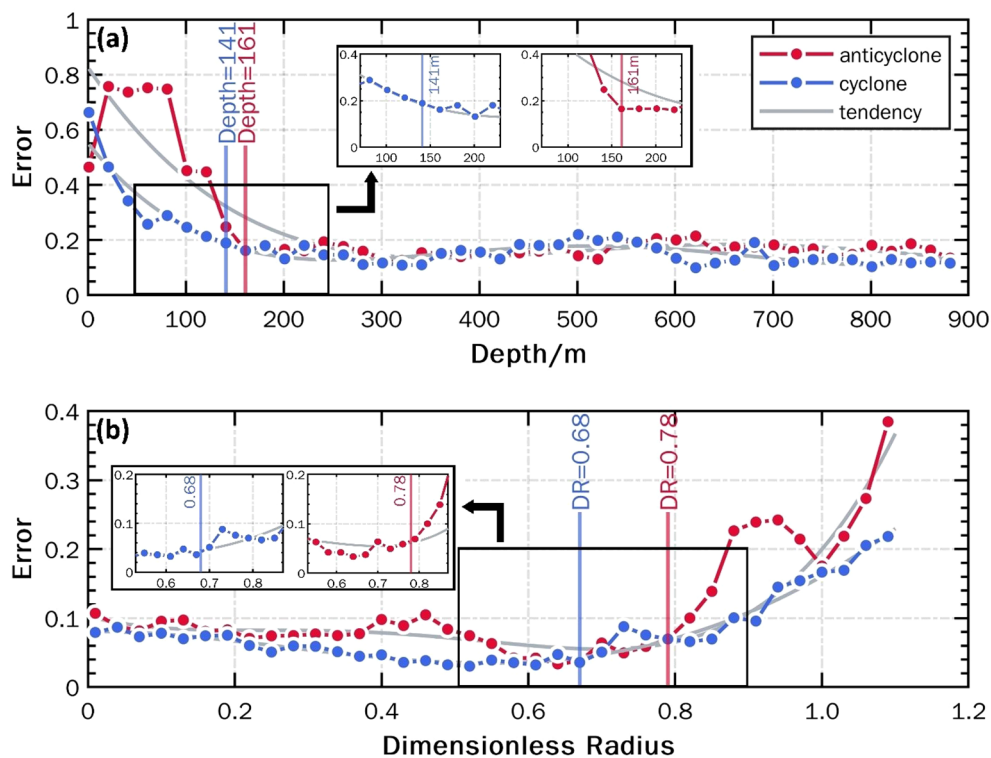 (a)
Error
1
0.8
0.6
0.4
0.2
0
Depth=141
Depth=161
0.4
0.2
0
100 150 200
141m
0.4
0.2
0
100 150 200
161m
anticyclone
cyclone
tendency
0 100 200 300 400 500 600 700 800 900
Depth/m
(b)
Error
0.4
0.3
0.2
0.1
0
0.2
0.1
0
0.6 0.7 0.8
0.68
0.2
0.1
0
0.6 0.7 0.8
0.78
DR=0.68
DR=0.78
0 0.2 0.4 0.6 0.8 1.0 1.2
Dimensionless Radius